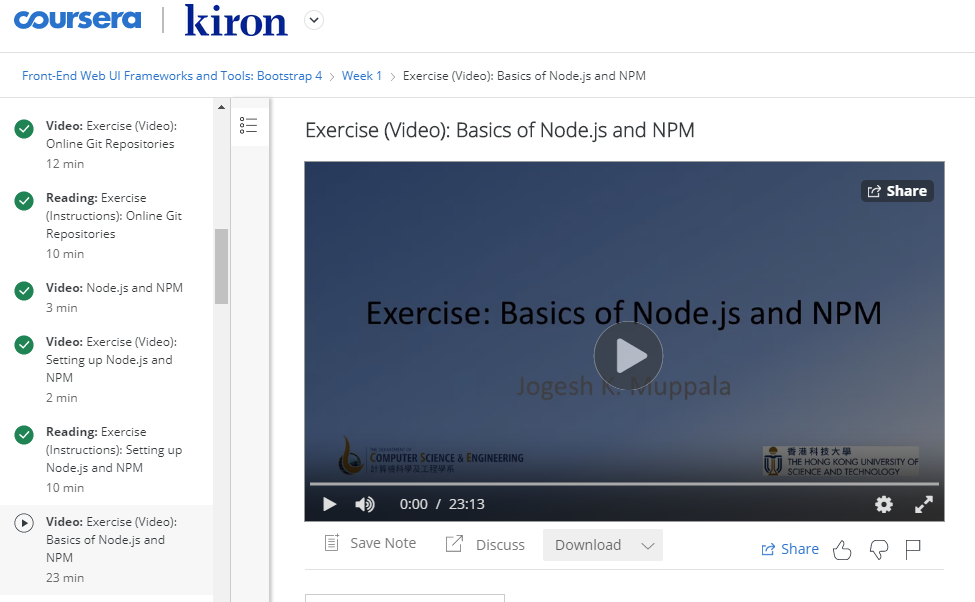 coursera | kiron
Front-End Web UI Frameworks and Tools: Bootstrap 4 > Week 1 > Exercise (Video): Basics of Node.js and NPM
Video: Exercise (Video):
Online Git Repositories
12 min
Reading: Exercise
(Instructions): Online Git
Repositories
10 min
Video: Node.js and NPM
3 min
Video: Exercise (Video):
Setting up Node.js and
NPM
2 min
Reading: Exercise
(Instructions): Setting up
Node.js and NPM
10 min
Video: Exercise (Video):
Basics of Node.js and
NPM
23 min
Exercise (Video): Basics of Node.js and NPM
Share
Exercise: Basics of Node.js and NPM
Jogesh K. Muppala
THE DEPARTMENT OF
COMPUTER SCIENCE & ENGINEERING
計算機科學及工程學系
香港科技大學
THE HONG KONG UNIVERSITY OF
SCIENCE AND TECHNOLOGY
0:00 / 23:13
Save Note
Discuss
Download
Share